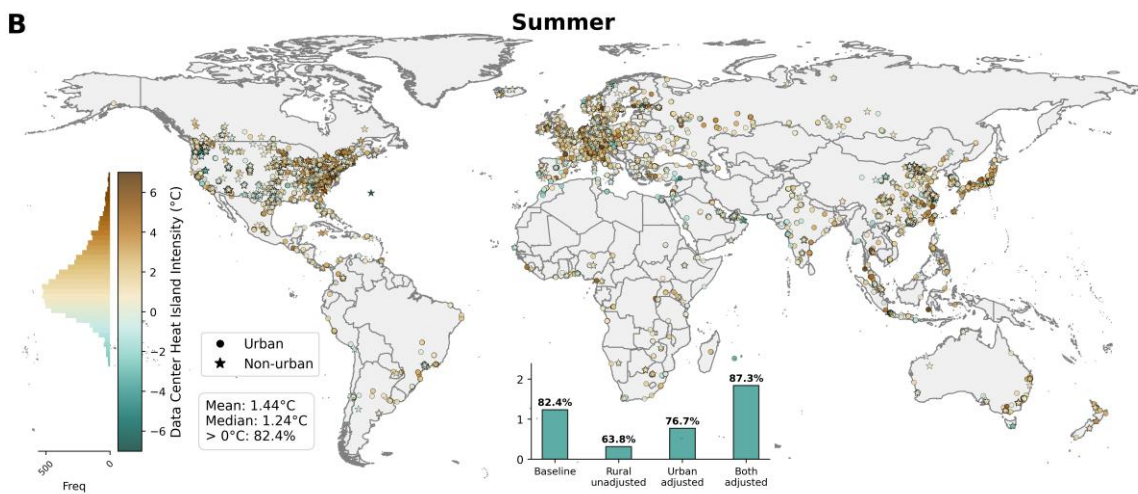 B
Summer
Data Center Heat Island Intensity (°C)
6
4
2
0
−2
−4
−6
500
0
Freq
Urban
Non-urban
Mean: 1.44°C
Median: 1.24°C
> 0°C: 82.4%
2
1
0
82.4%
63.8%
76.7%
87.3%
Baseline
Rural
unadjusted
Urban
adjusted
Both
adjusted